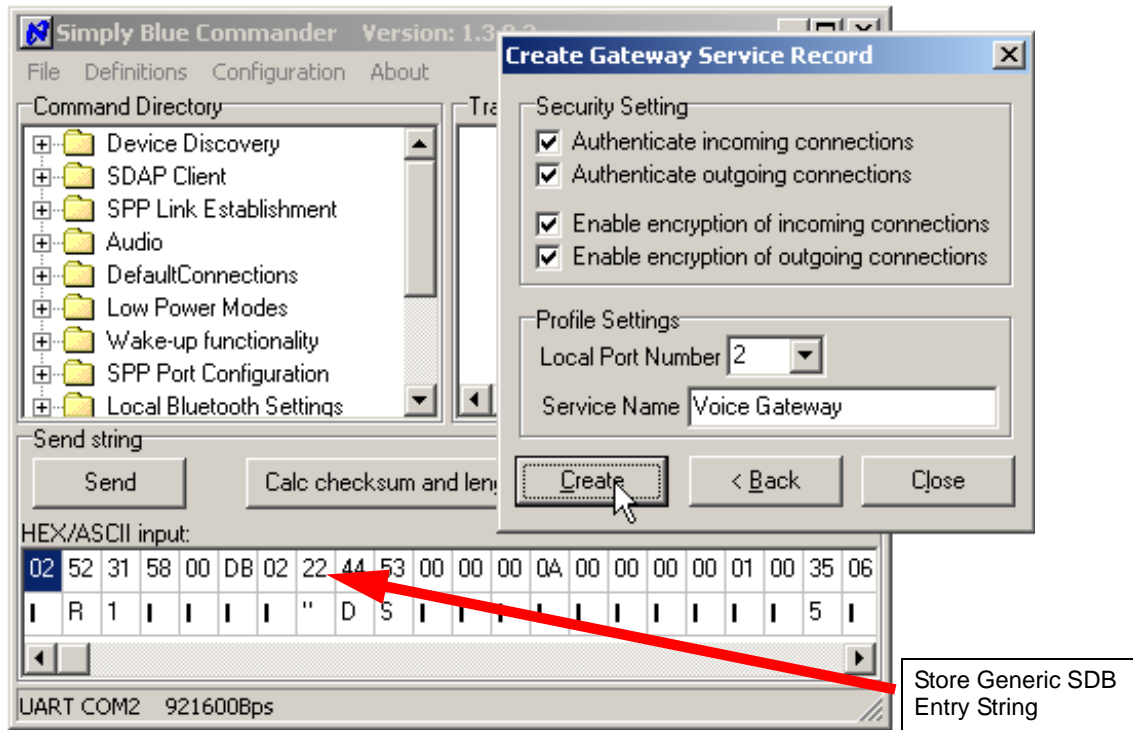 Simply Blue Commander Version: 1.3.0.2
File Definitions Configuration About
Command Directory
Device Discovery
SDAP Client
SPP Link Establishment
Audio
DefaultConnections
Low Power Modes
Wake-up functionality
SPP Port Configuration
Local Bluetooth Settings
Create Gateway Service Record
Security Setting
Authenticate incoming connections
Authenticate outgoing connections
Enable encryption of incoming connections
Enable encryption of outgoing connections
Profile Settings
Local Port Number 2
Service Name Voice Gateway
Create < Back Close
Send string
Send Calc checksum and
HEX/ASCII input:
02 52 31 58 00 DB 02 22 44 53 00 00 00 0A 00 00 00 00 01 00 35 06
R 1 " D S 5
UART COM2 921600Bps
Store Generic SDB
Entry String